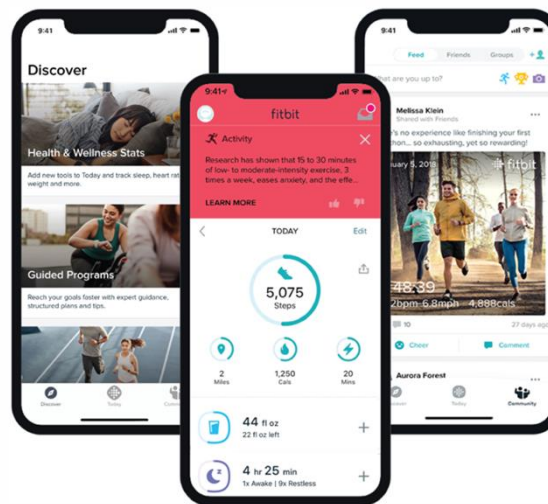 9:41
Discover
Health & Wellness Stats
Add new tools to Today and track sleep, heart rat
weight and more.
Guided Programs
Reach your goals faster with expert guidance,
structured plans and tips.
Discover
Today
Comm
9:41
fitbit
Activity
Research has shown that 15 to 30 minutes
of low- to moderate-intensity exercise, 3
times a week, eases anxiety, and the effe...
LEARN MORE
TODAY
Edit
5,075
Steps
2
Miles
1,250
Cals
20
Mins
44 fl oz
22 fl oz left
4 hr 25 min
1x Awake | 9x Restless
9:41
Feed
Friends
Groups
hat are you up to?
Melissa Klein
Shared with Friends
e's no experience like finishing your first
thon... so exhausting, yet so rewarding!
uary 5, 2018
fitbit
48:39
2bpm 6.8mph 4,888cals
10
27 days ago
Cheer
Comment
Aurora Forest
scover
Today
Community